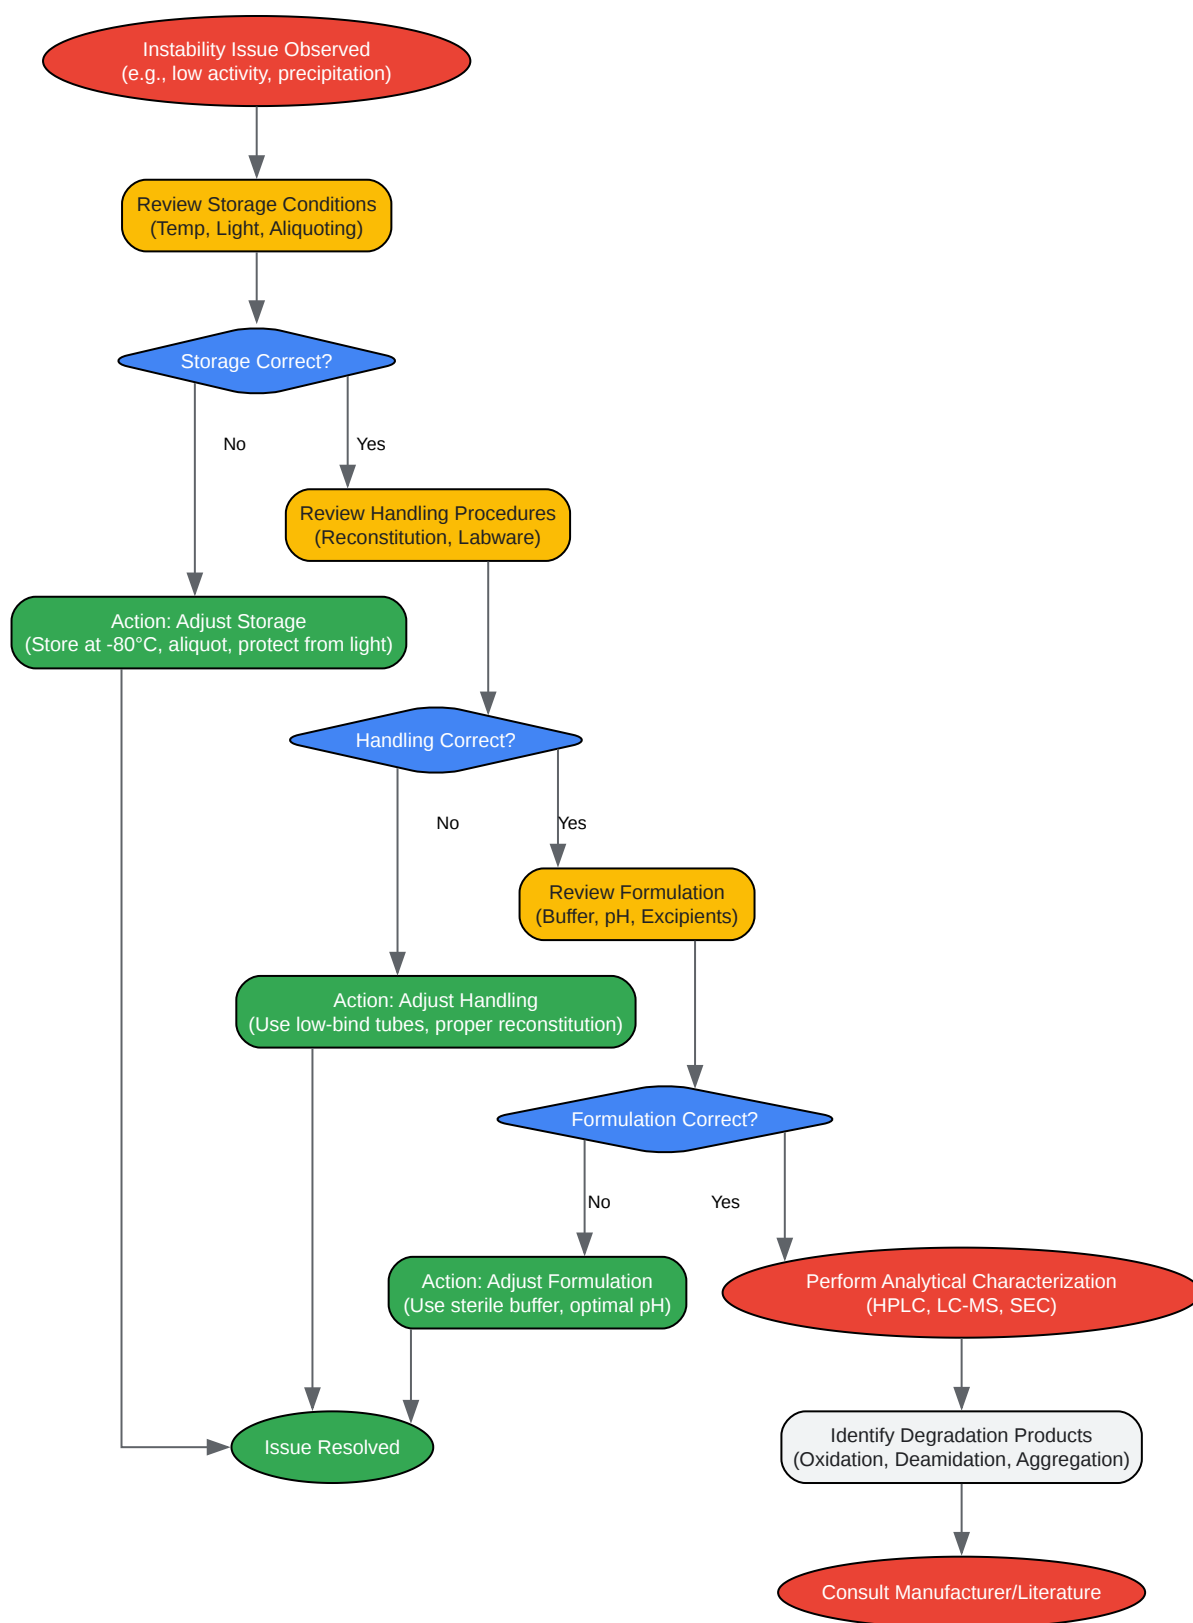 Instability Issue Observed
(e.g., low activity, precipitation)
Review Storage Conditions
(Temp, Light, Aliquoting)
Storage Correct?
No
Yes
Review Handling Procedures
(Reconstitution, Labware)
Action: Adjust Storage
(Store at -80°C, aliquot, protect from light)
Handling Correct?
No
Yes
Review Formulation
(Buffer, pH, Excipients)
Action: Adjust Handling
(Use low-bind tubes, proper reconstitution)
Formulation Correct?
No
Yes
Action: Adjust Formulation
(Use sterile buffer, optimal pH)
Perform Analytical Characterization
(HPLC, LC-MS, SEC)
Issue Resolved
Identify Degradation Products
(Oxidation, Deamidation, Aggregation)
Consult Manufacturer/Literature